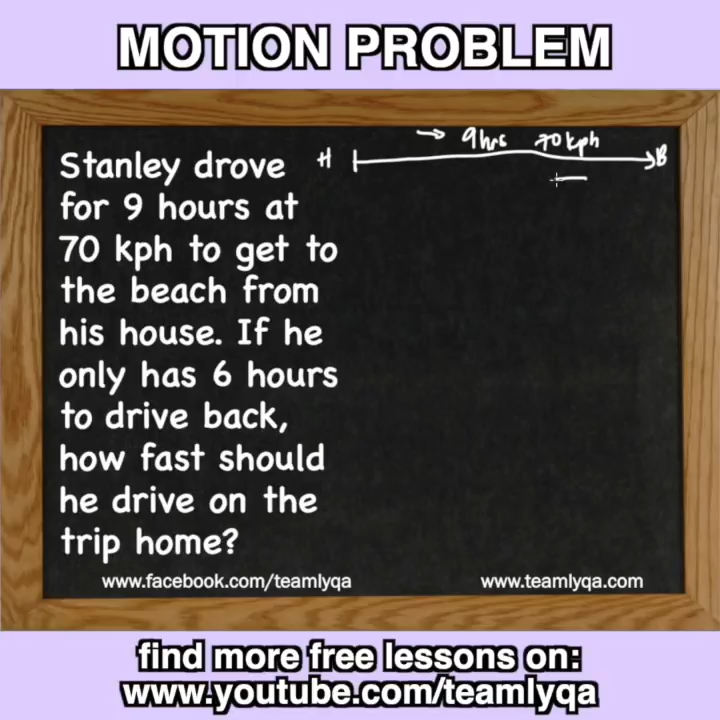 MOTION PROBLEM
→ 9hrs 70kph
H B
Stanley drove
for 9 hours at
70 kph to get to
the beach from
his house. If he
only has 6 hours
to drive back,
how fast should
he drive on the
trip home?
www.facebook.com/teamlyqa www.teamlyqa.com
find more free lessons on:
www.youtube.com/teamlyqa